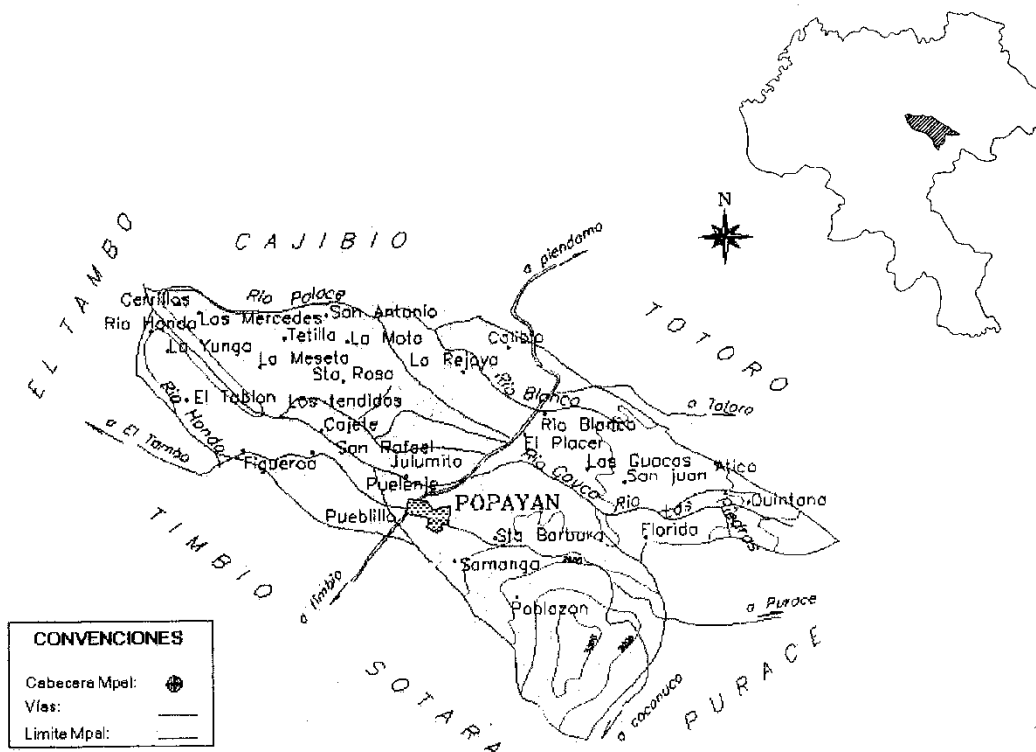 N
CAJIBIO
EL TAMBO
a piendamo
TOTORO
Rio Palace
Cerrillos
San Antonio
Las Mercedes
Rio Hondo
Tetilla
La Mota
Calibio
La Yunga
La Meseta
La Rejoya
Sta Rosa
Rio Blanco
El Tablon
Los tendidos
a Totoro
Rio Hondo
Cajete
Rio Blanco
a El Tambo
San Rafael
El Placer
Figueroa
Julumito
Rio Cauca
Las Guacas
San juan
Puelenje
Rio Las Piedras
Quintana
POPAYAN
Pueblillo
Sta Barbara
Florida
TIMBIO
Samanga
a timbio
Poblazon
a Purace
CONVENCIONES
Cabecera Mpal:
Vías:
Limite Mpal:
SOTARA
a coconuco
PURACE